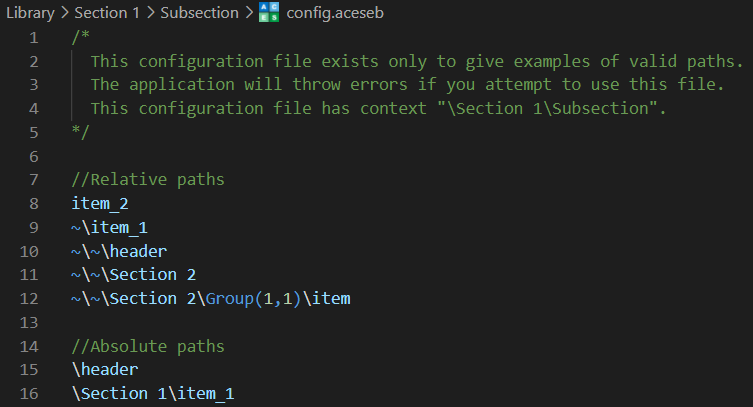 Library > Section 1 > Subsection > ACES config.aceseb
1 /*
2 This configuration file exists only to give examples of valid paths.
3 The application will throw errors if you attempt to use this file.
4 This configuration file has context "\Section 1\Subsection".
5 */
6
7 //Relative paths
8 item_2
9 ~\item_1
10 ~\~\header
11 ~\~\Section 2
12 ~\~\Section 2\Group(1,1)\item
13
14 //Absolute paths
15 \header
16 \Section 1\item_1